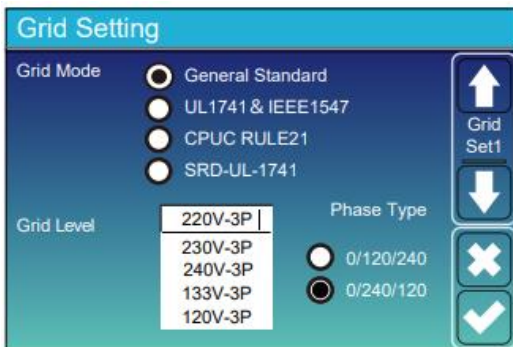 Grid Setting
Grid Mode
General Standard
UL1741 & IEEE1547
CPUC RULE21
SRD-UL-1741
Grid
Set1
Grid Level
220V-3P
230V-3P
240V-3P
133V-3P
120V-3P
Phase Type
0/120/240
0/240/120